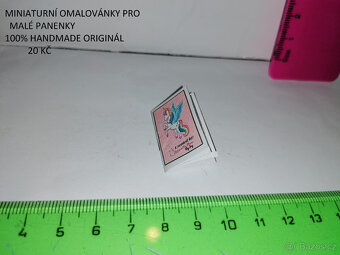 MINIATURNÍ OMALOVÁNKY PRO
MALÉ PANENKY
100% HANDMADE ORIGINÁL
20 KČ
4 5 6 7 8 9 10 11 12 13